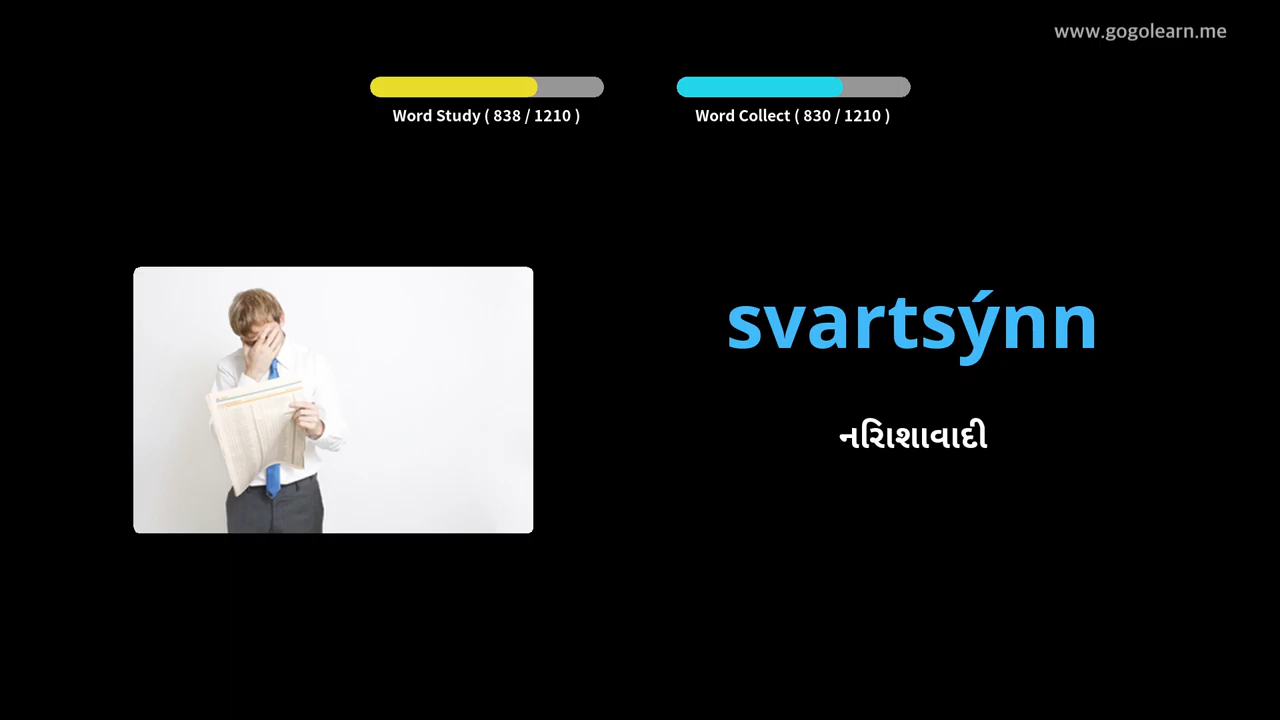 www.gogolearn.me
Word Study ( 838 / 1210 )
Word Collect ( 830 / 1210 )
svartsýnn
નિરાશાવાદી